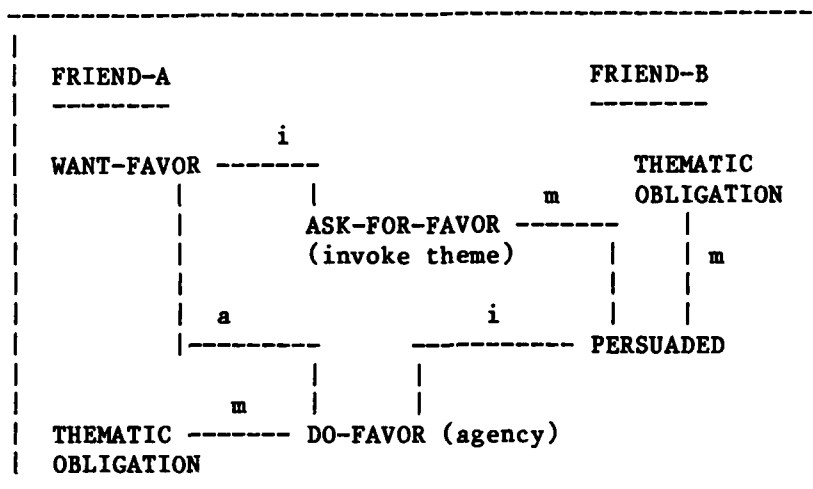 FRIEND-A FRIEND-B
i
WANT-FAVOR THEMATIC
m OBLIGATION
ASK-FOR-FAVOR
(invoke theme) m
a i
PERSUADED
m
THEMATIC DO-FAVOR (agency)
OBLIGATION